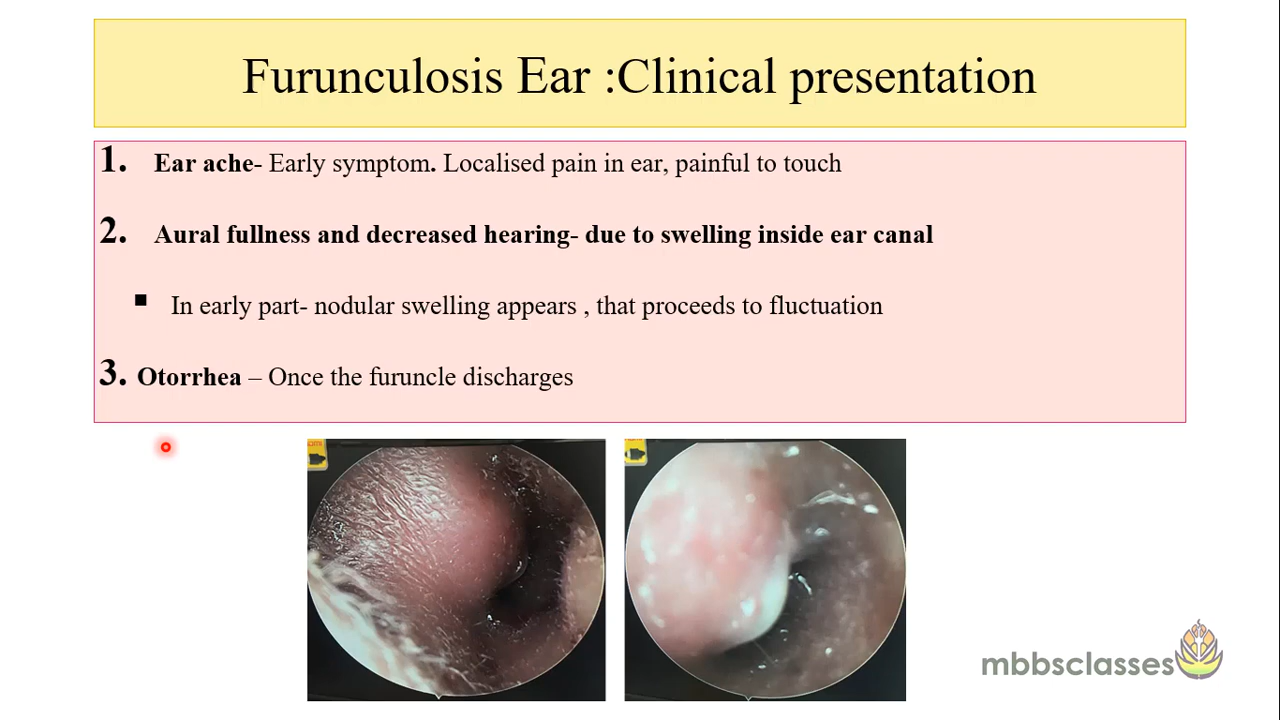 Furunculosis Ear :Clinical presentation
1. Ear ache- Early symptom. Localised pain in ear, painful to touch
2. Aural fullness and decreased hearing- due to swelling inside ear canal
▪ In early part- nodular swelling appears , that proceeds to fluctuation
3. Otorrhea – Once the furuncle discharges
mbbsclasses